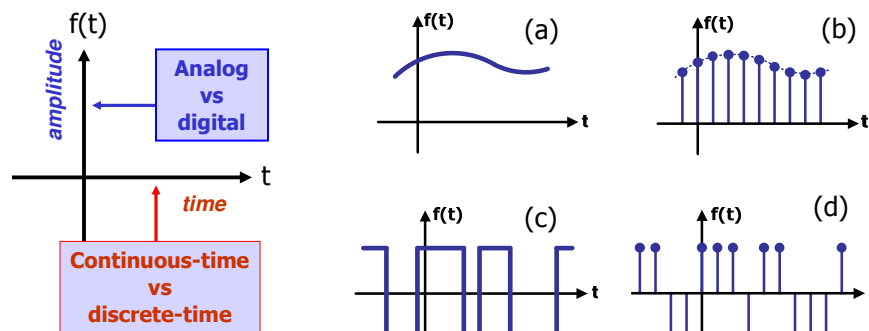 f(t)
amplitude
Analog
vs
digital
t
time
Continuous-time
vs
discrete-time
f(t)
(a)
t
f(t)
(b)
t
f(t)
(c)
t
f(t)
(d)
t